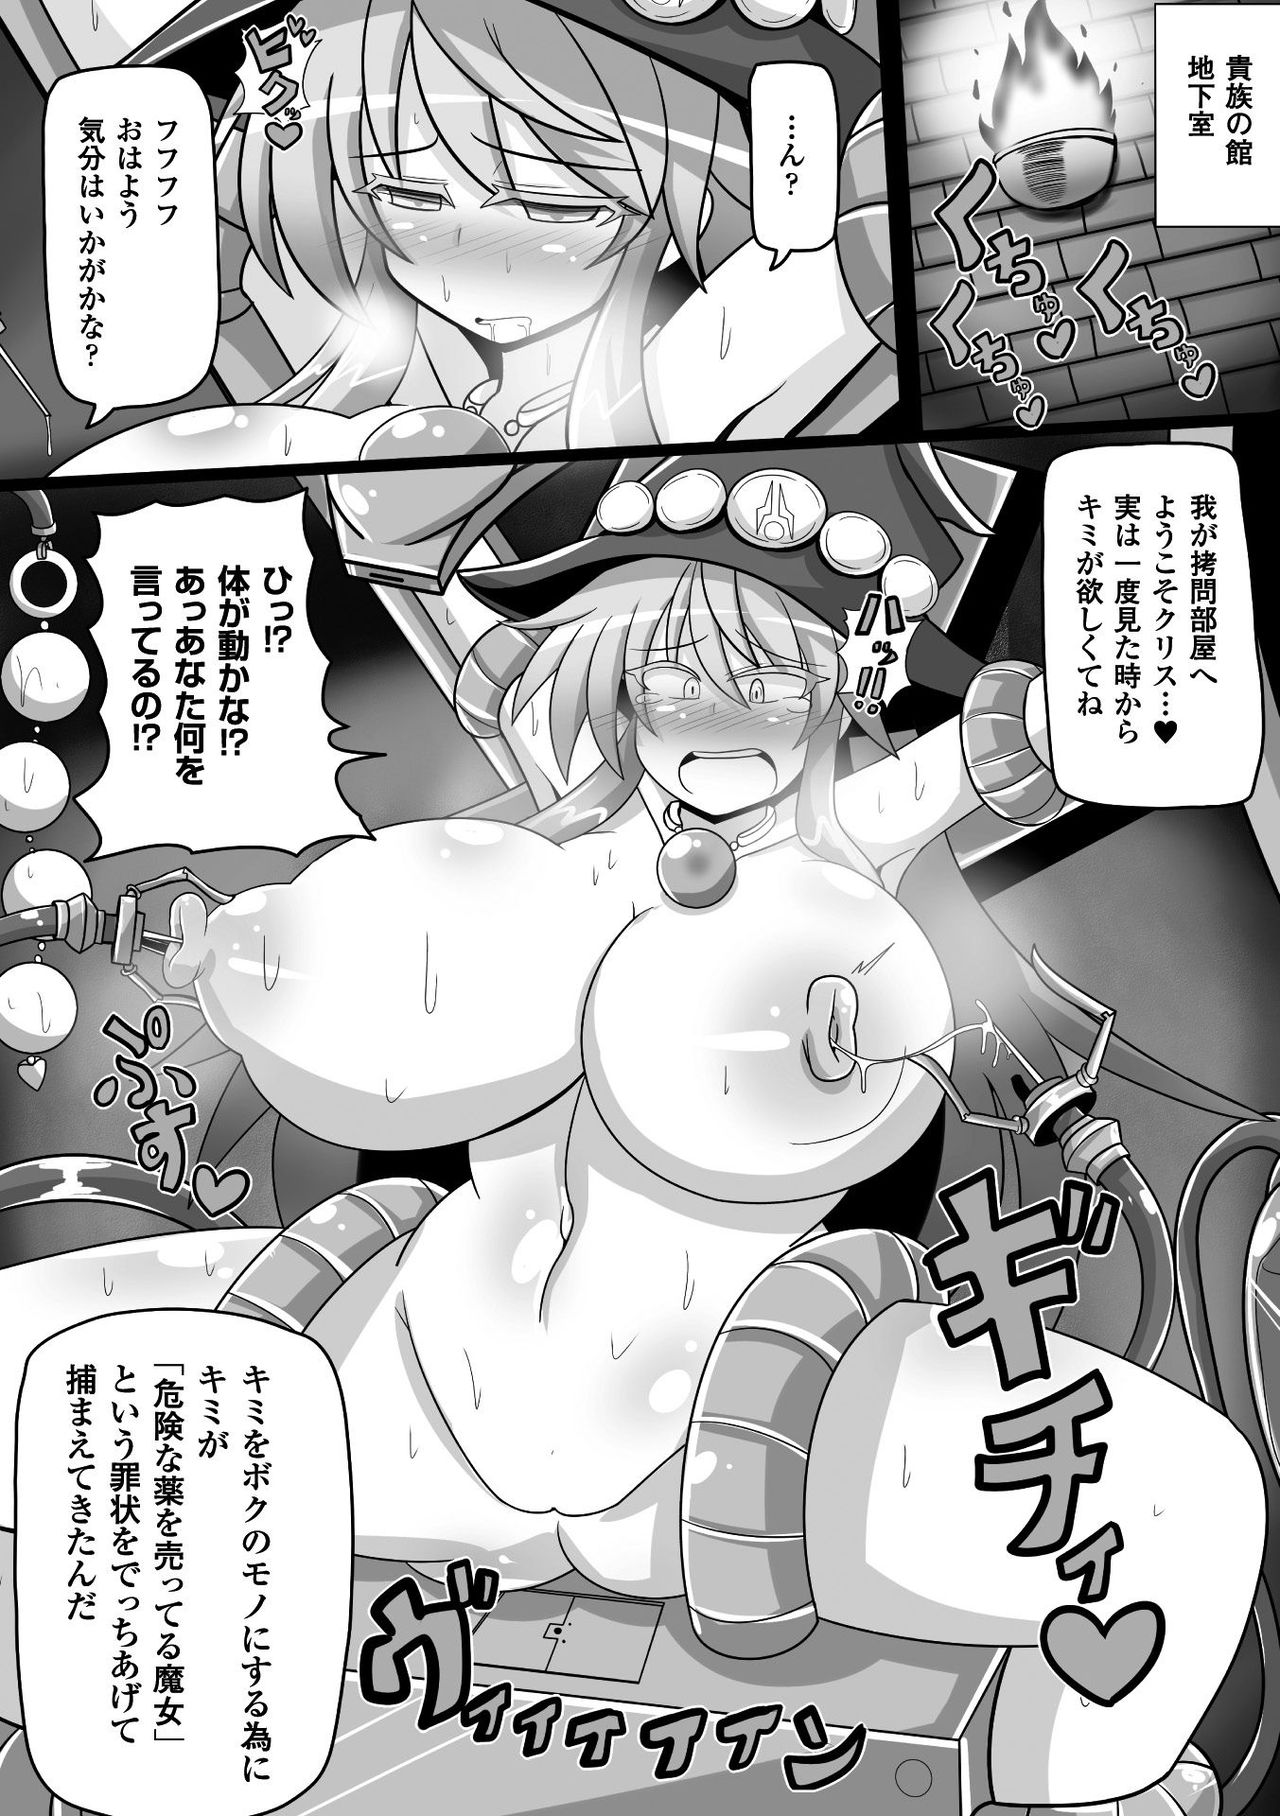 貴族の館
地下室
くちゅ♡
くちゅ♡
くちゅ♡
…ん？
ビクッ♡
フフフフ
おはよう
気分はいかがかな？
我が拷問部屋へ
ようこそクリス…♥
実は一度見た時から
キミが欲しくてね
ハッ!!
ひっ!?
体が動かな!?
あっあなた何を
言ってるの!?
ぷす♡
ギチィ♡
キミをボクのモノにする為に
キミが
「危険な薬を売ってる魔女」
という罪状をでっちあげて
捕まえてきたんだ
ヴィイイイイイン